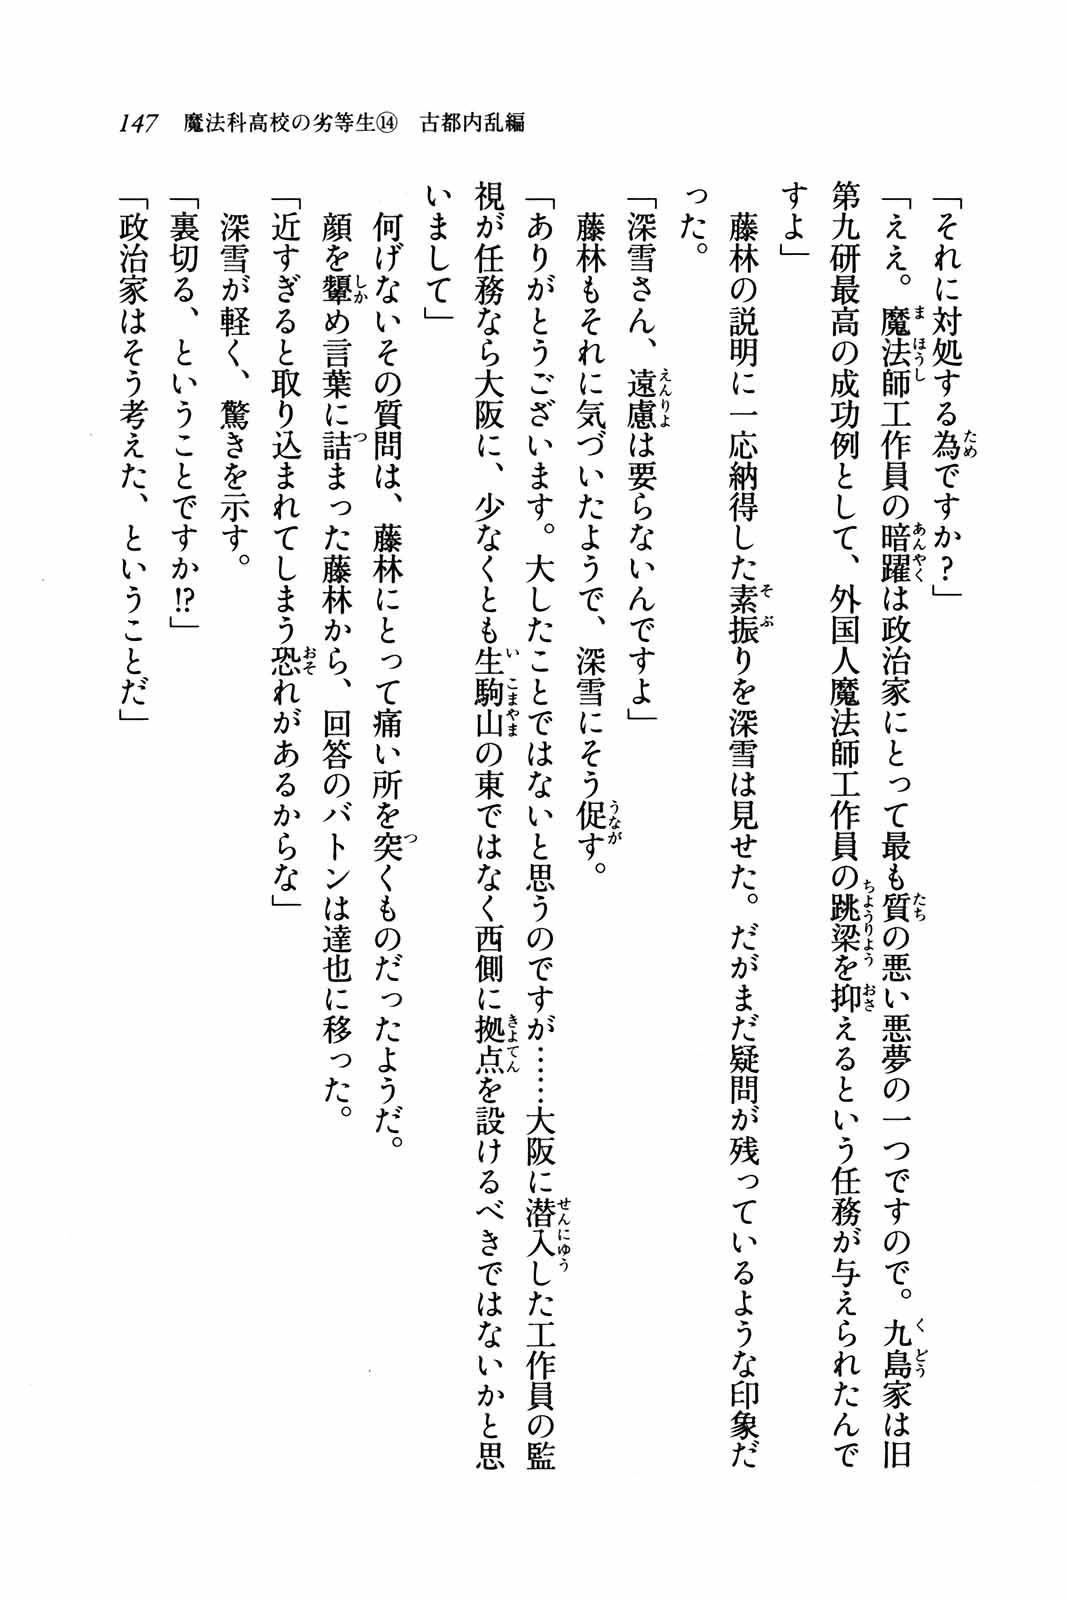 147　魔法科高校の劣等生⑭　古都内乱編
「それに対処する為ですか？」
「ええ。魔法師工作員の暗躍は政治家にとって最も質の悪い悪夢の一つですので。九島家は旧
第九研最高の成功例として、外国人魔法師工作員の跳梁を抑えるという任務が与えられたんで
すよ」
　藤林の説明に一応納得した素振りを深雪は見せた。だがまだ疑問が残っているような印象だ
った。
「深雪さん、遠慮は要らないんですよ」
　藤林もそれに気づいたようで、深雪にそう促す。
「ありがとうございます。大したことではないと思うのですが……大阪に潜入した工作員の監
視が任務なら大阪に、少なくとも生駒山の東ではなく西側に拠点を設けるべきではないかと思
いまして」
　何げないその質問は、藤林にとって痛い所を突くものだったようだ。
　顔を顰め言葉に詰まった藤林から、回答のバトンは達也に移った。
「近すぎると取り込まれてしまう恐れがあるからな」
　深雪が軽く、驚きを示す。
「裏切る、ということですか!?」
「政治家はそう考えた、ということだ」